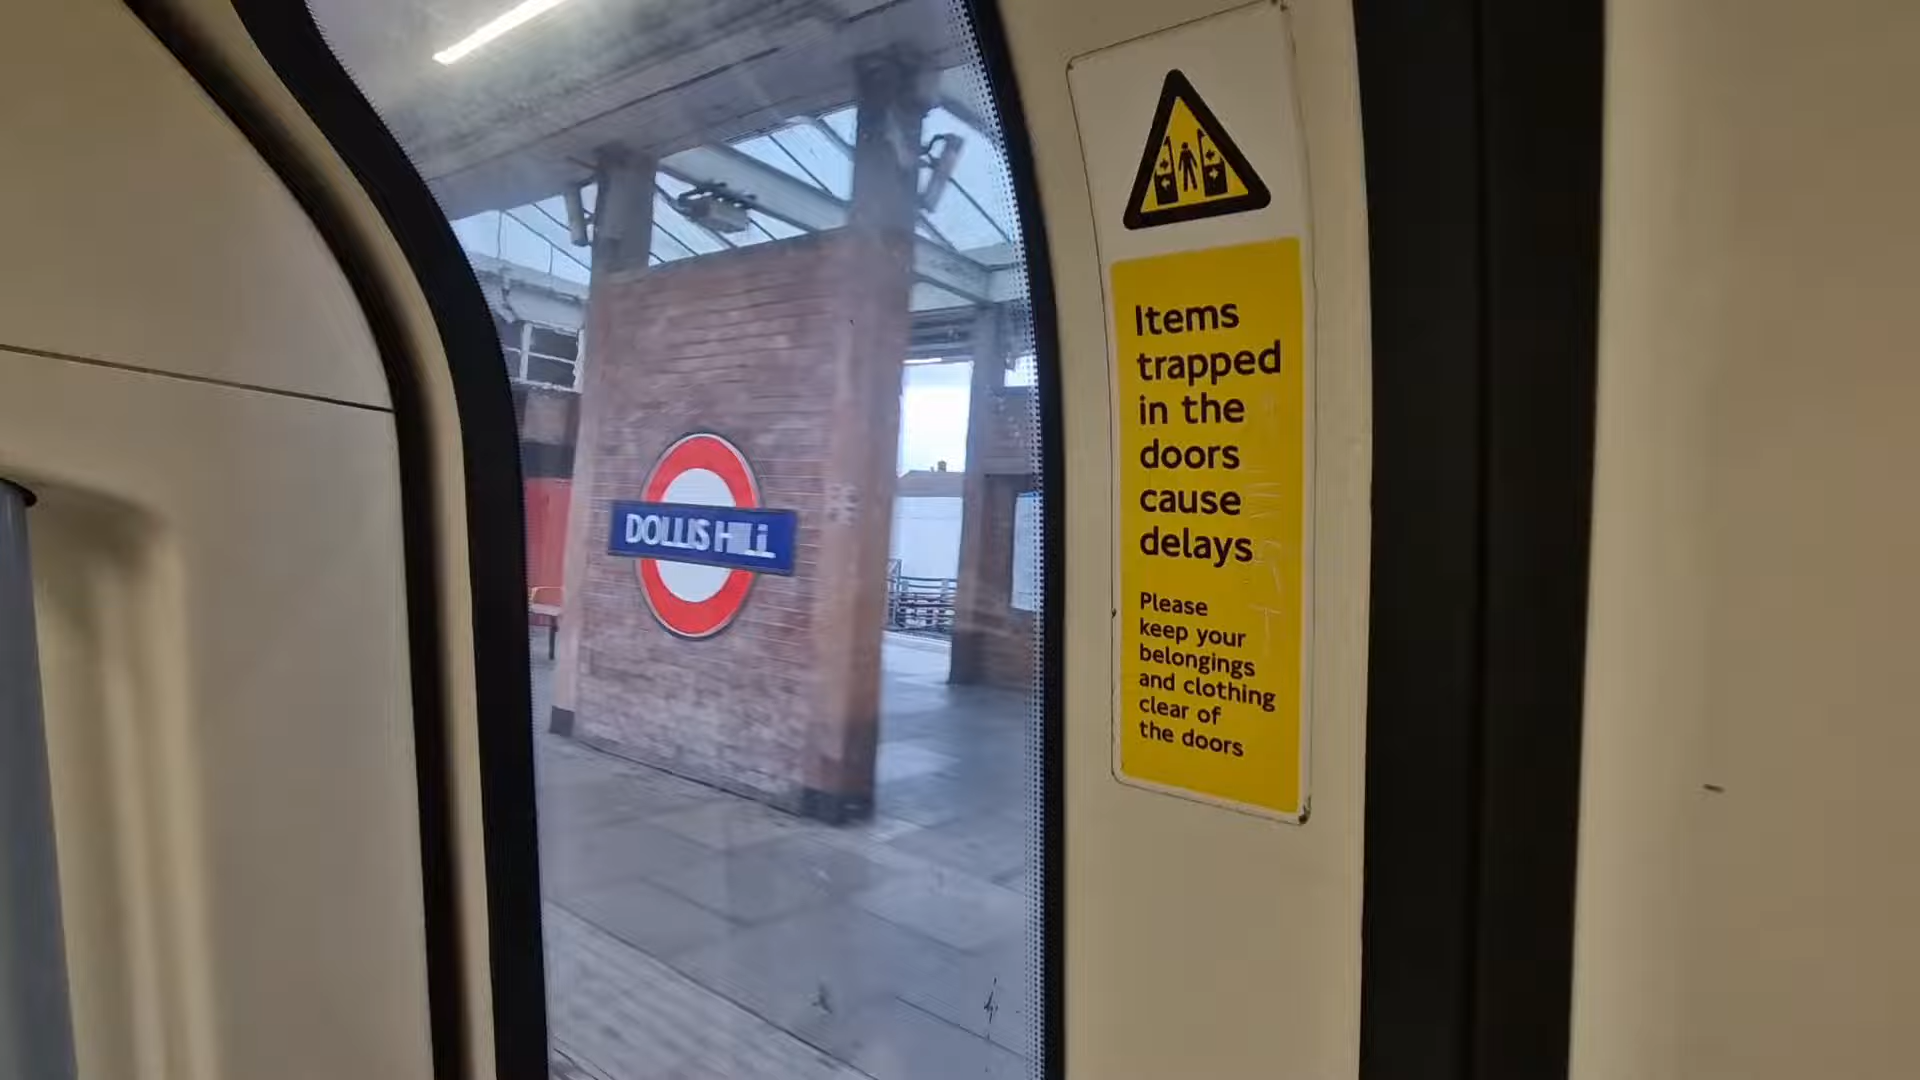 DOLLIS HILL
Items
trapped
in the
doors
cause
delays
Please
keep your
belongings
and clothing
clear of
the doors